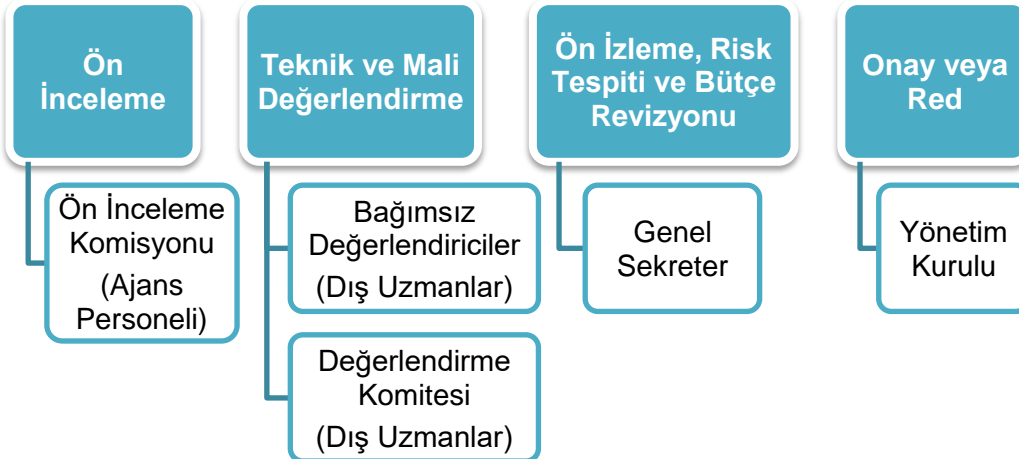 Ön
İnceleme
Ön İnceleme
Komisyonu
(Ajans
Personeli)
Teknik ve Mali
Değerlendirme
Bağımsız
Değerlendiriciler
(Dış Uzmanlar)
Değerlendirme
Komitesi
(Dış Uzmanlar)
Ön İzleme, Risk
Tespiti ve Bütçe
Revizyonu
Genel
Sekreter
Onay veya
Red
Yönetim
Kurulu